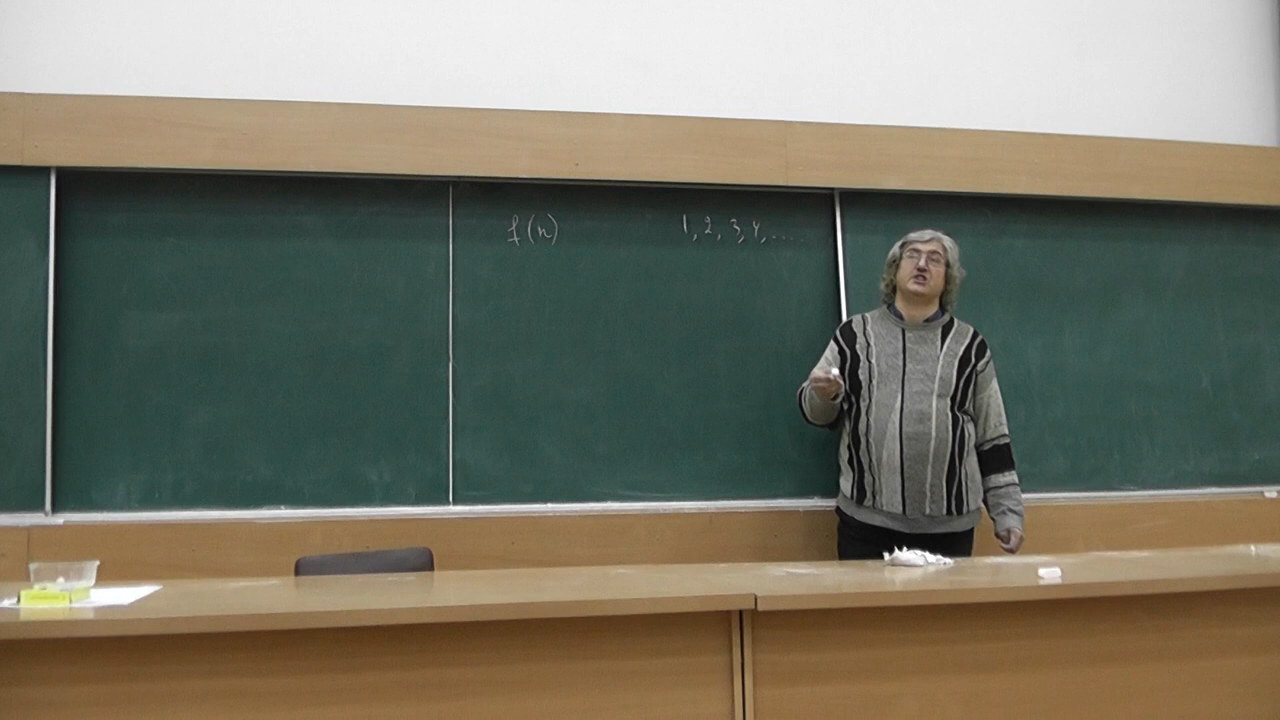 f(n) 1, 2, 3, 4, ....